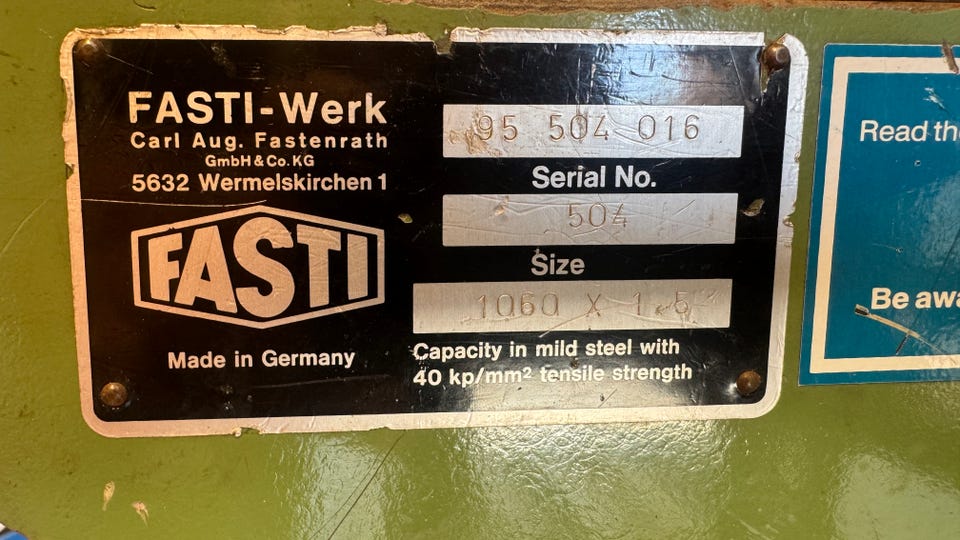 FASTI-Werk
Carl Aug. Fastenrath
GmbH & Co. KG
5632 Wermelskirchen 1
FASTI
Made in Germany
95 504 016
Serial No.
504
Size
1060 X 1.5
Capacity in mild steel with
40 kp/mm² tensile strength
Read the
Be awa